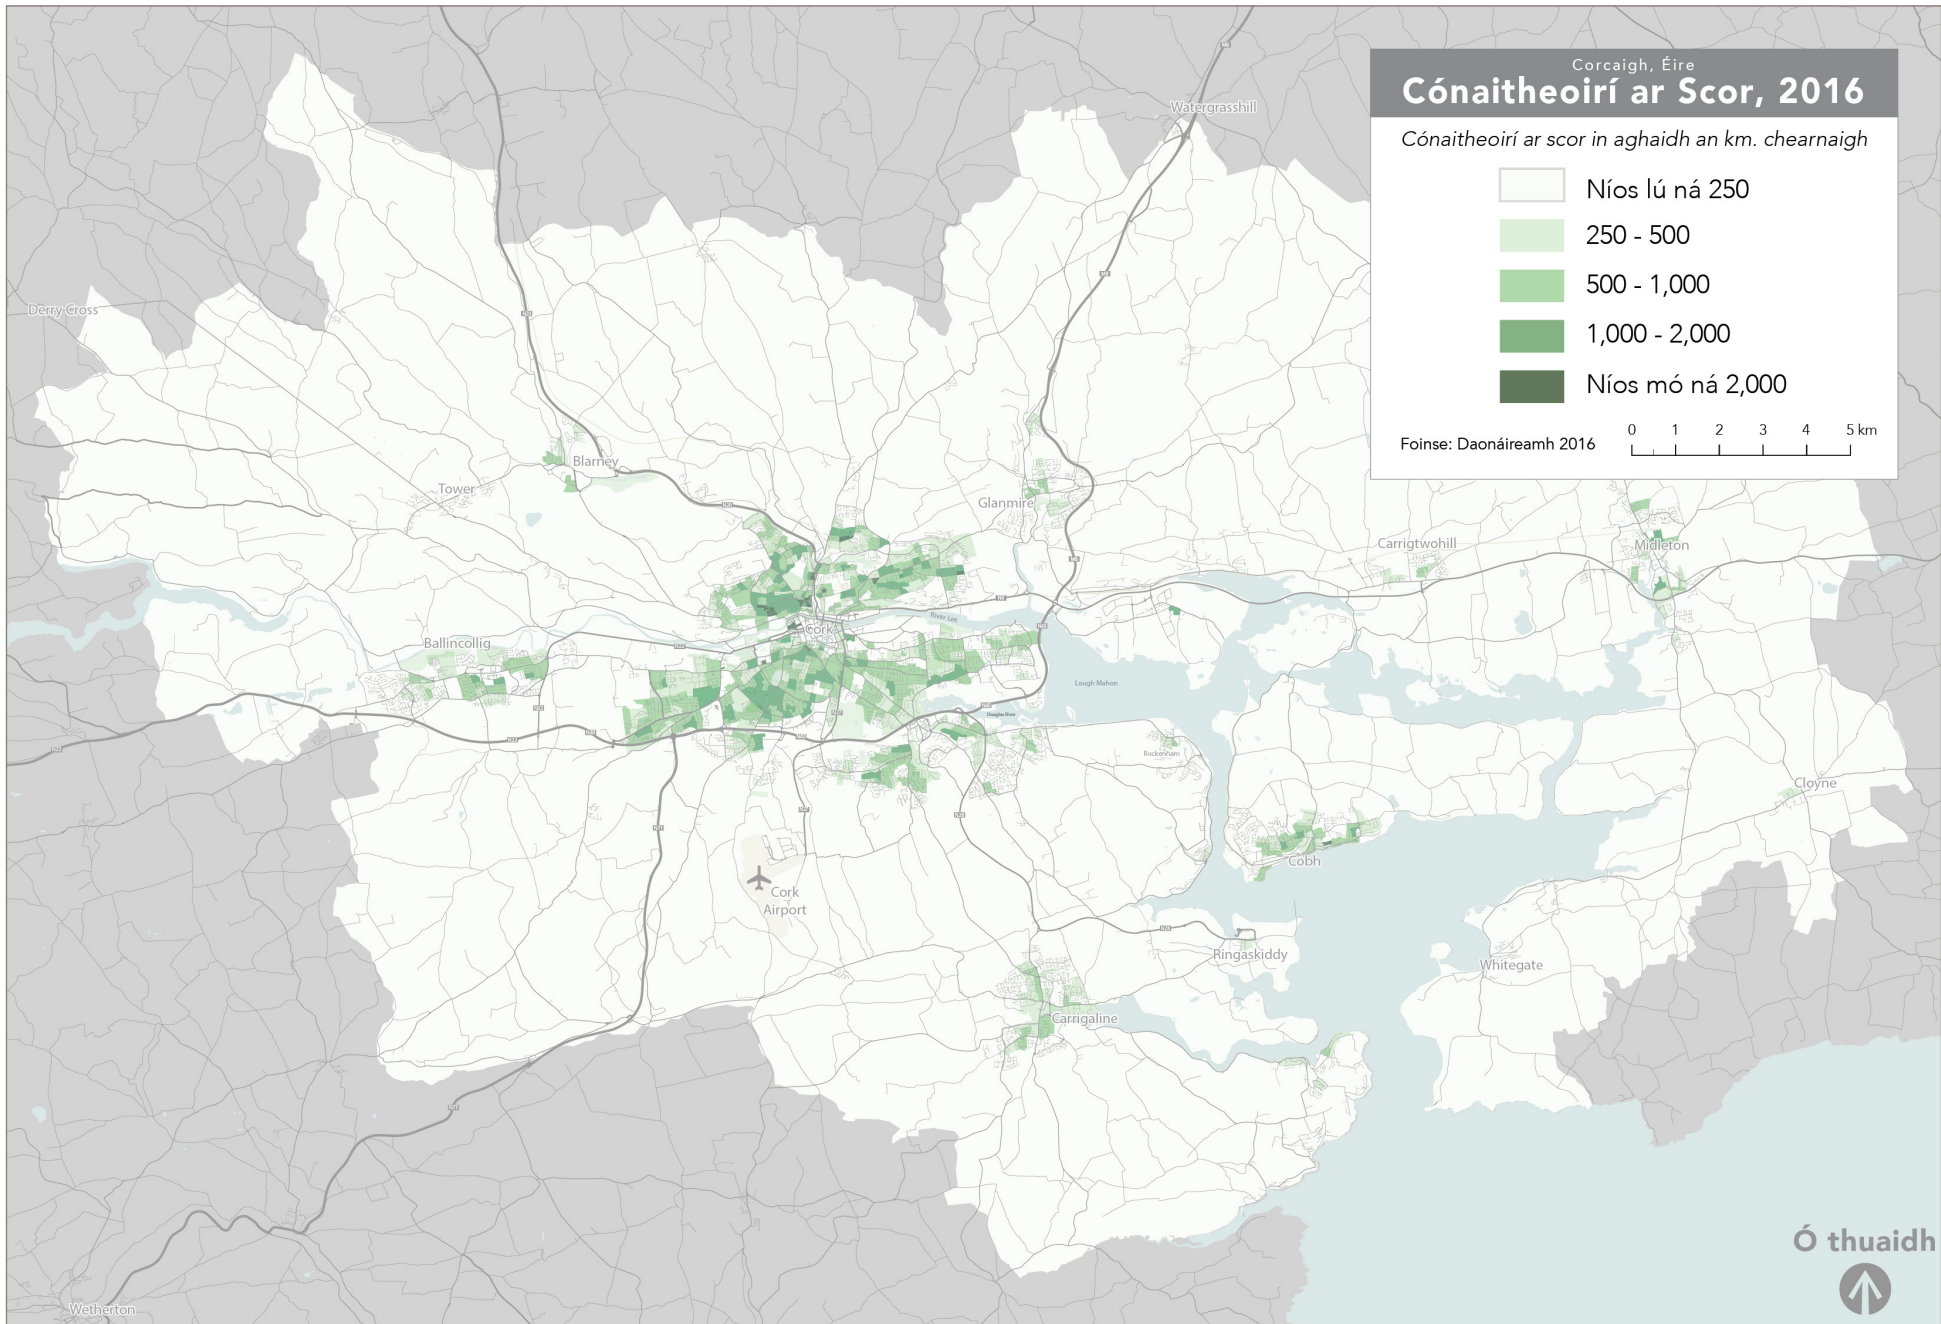 Corcaigh, Éire
Cónaitheoirí ar Scor, 2016
Cónaitheoirí ar scor in aghaidh an km. chearnaigh
Níos lú ná 250
250 - 500
500 - 1,000
1,000 - 2,000
Níos mó ná 2,000
Foinse: Daonáireamh 2016
0 1 2 3 4 5 km
Watergrasshill
Derry Cross
Blarney
Tower
Glanmire
Carrigtwohill
Midleton
Cork
River Lee
Ballincollig
Lough Mahon
Douglas River
Rockenham
Cloyne
Cobh
Cork
Airport
Ringaskiddy
Whitegate
Carrigaline
Wetherton
Ó thuaidh